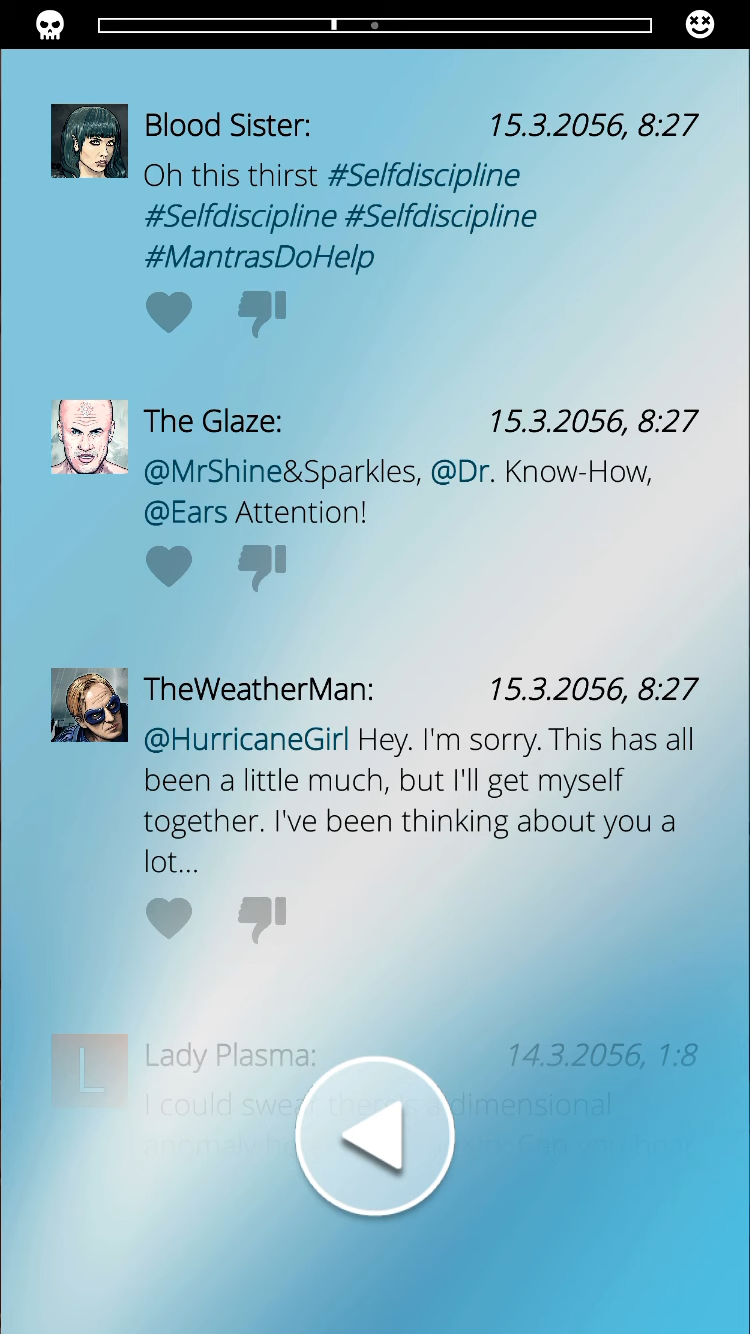 Blood Sister: 15.3.2056, 8:27
Oh this thirst #Selfdiscipline
#Selfdiscipline #Selfdiscipline
#MantrasDoHelp
The Glaze: 15.3.2056, 8:27
@MrShine&Sparkles, @Dr. Know-How,
@Ears Attention!
TheWeatherMan: 15.3.2056, 8:27
@HurricaneGirl Hey. I'm sorry. This has all
been a little much, but I'll get myself
together. I've been thinking about you a
lot...
L
Lady Plasma: 14.3.2056, 1:8
I could swear there's a dimensional
anomaly